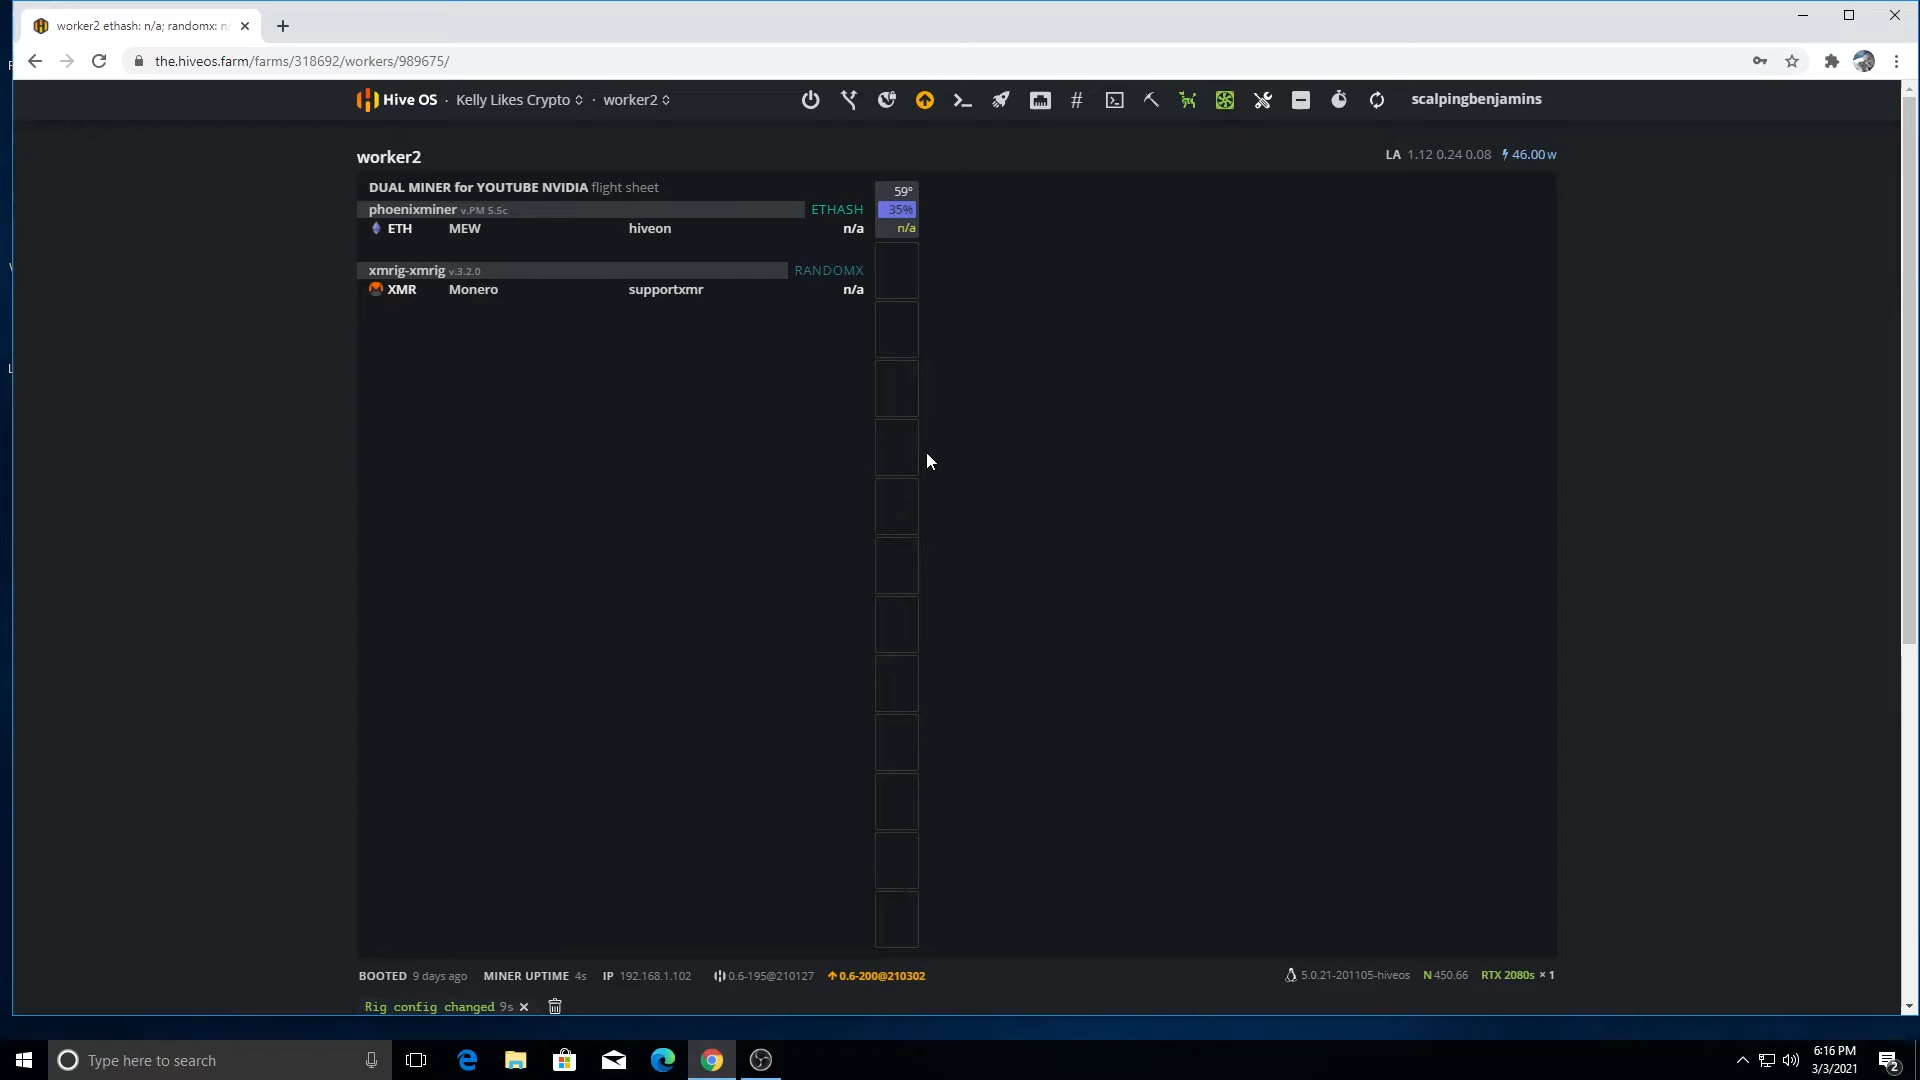 worker2 ethash: n/a; randomx: n/
the.hiveos.farm/farms/318692/workers/989675/
Hive OS · Kelly Likes Crypto · worker2 scalpingbenjamins
worker2 LA 1.12 0.24 0.08 46.00 w
DUAL MINER for YOUTUBE NVIDIA flight sheet 59°
phoenixminer v.PM 5.5c ETHASH 35%
ETH MEW hiveon n/a n/a
xmrig-xmrig v.3.2.0 RANDOMX
XMR Monero supportxmr n/a
BOOTED 9 days ago MINER UPTIME 4s IP 192.168.1.102 0.6-195@210127 0.6-200@210302 5.0.21-201105-hiveos N 450.66 RTX 2080s × 1
Rig config changed 9s
Type here to search
6:16 PM
3/3/2021
2